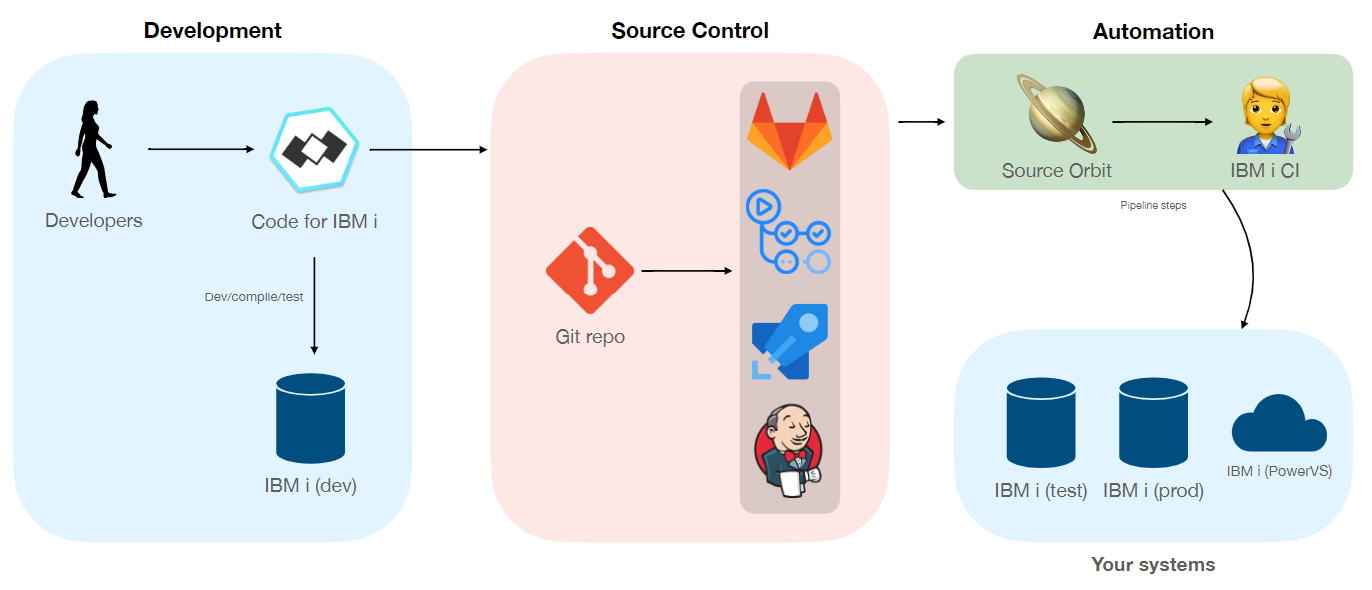 Development
Source Control
Automation
Developers
Code for IBM i
Dev/compile/test
IBM i (dev)
Git repo
Source Orbit
IBM i CI
Pipeline steps
IBM i (test)
IBM i (prod)
IBM i (PowerVS)
Your systems